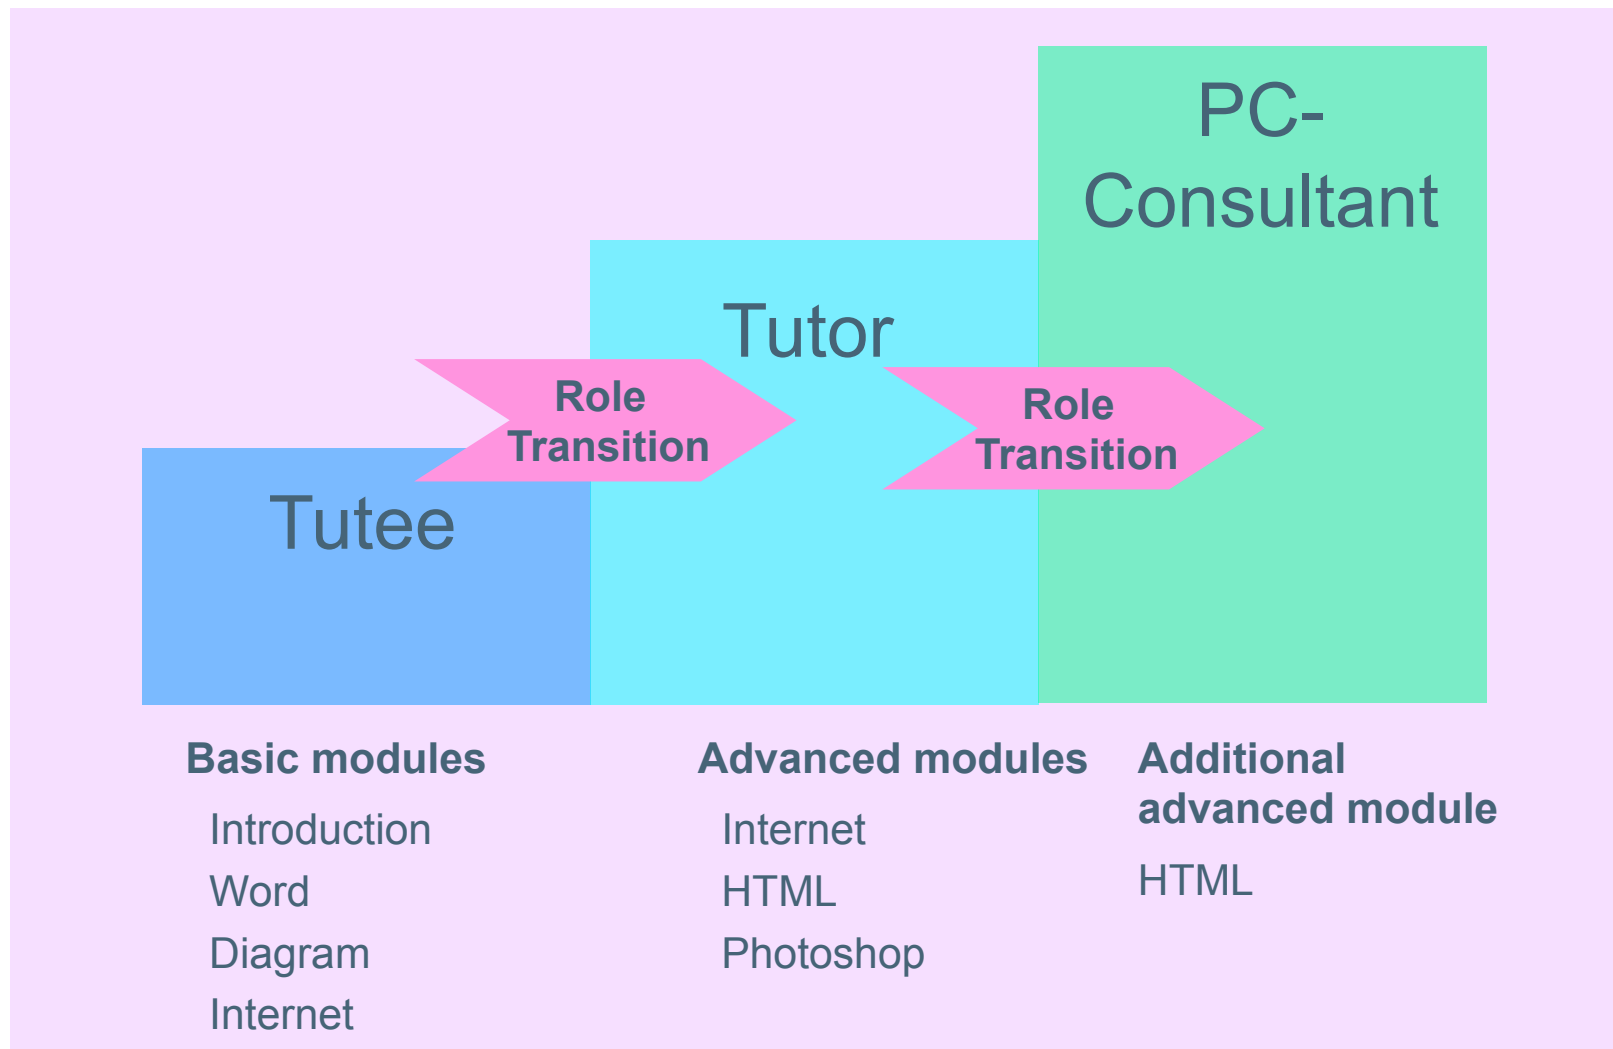 PC-
Consultant
Tutor
Role
Transition
Role
Transition
Tutee
Basic modules
Introduction
Word
Diagram
Internet
Advanced modules
Internet
HTML
Photoshop
Additional
advanced module
HTML